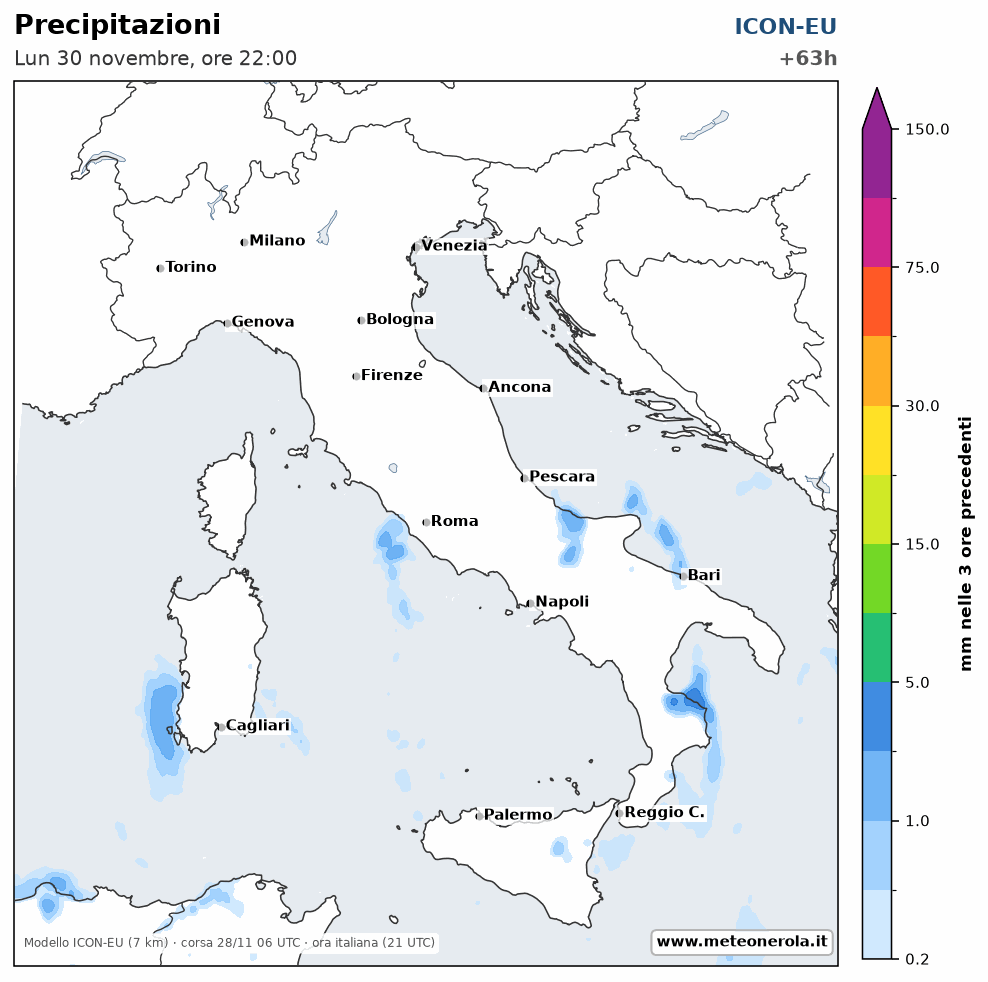 Precipitazioni
ICON-EU
Lun 30 novembre, ore 22:00
+63h
150.0
75.0
30.0
15.0
5.0
1.0
0.2
mm nelle 3 ore precedenti
Milano
Venezia
Torino
Genova
Bologna
Firenze
Ancona
Pescara
Roma
Bari
Napoli
Cagliari
Palermo
Reggio C.
Modello ICON-EU (7 km) · corsa 28/11 06 UTC · ora italiana (21 UTC)
www.meteonerola.it